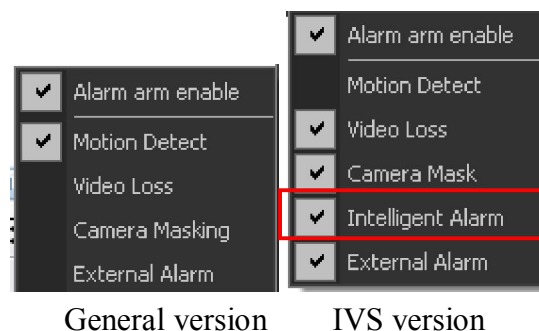 Alarm arm enable
Motion Detect
Video Loss
Camera Masking
External Alarm
General version
Alarm arm enable
Motion Detect
Video Loss
Camera Mask
Intelligent Alarm
External Alarm
IVS version